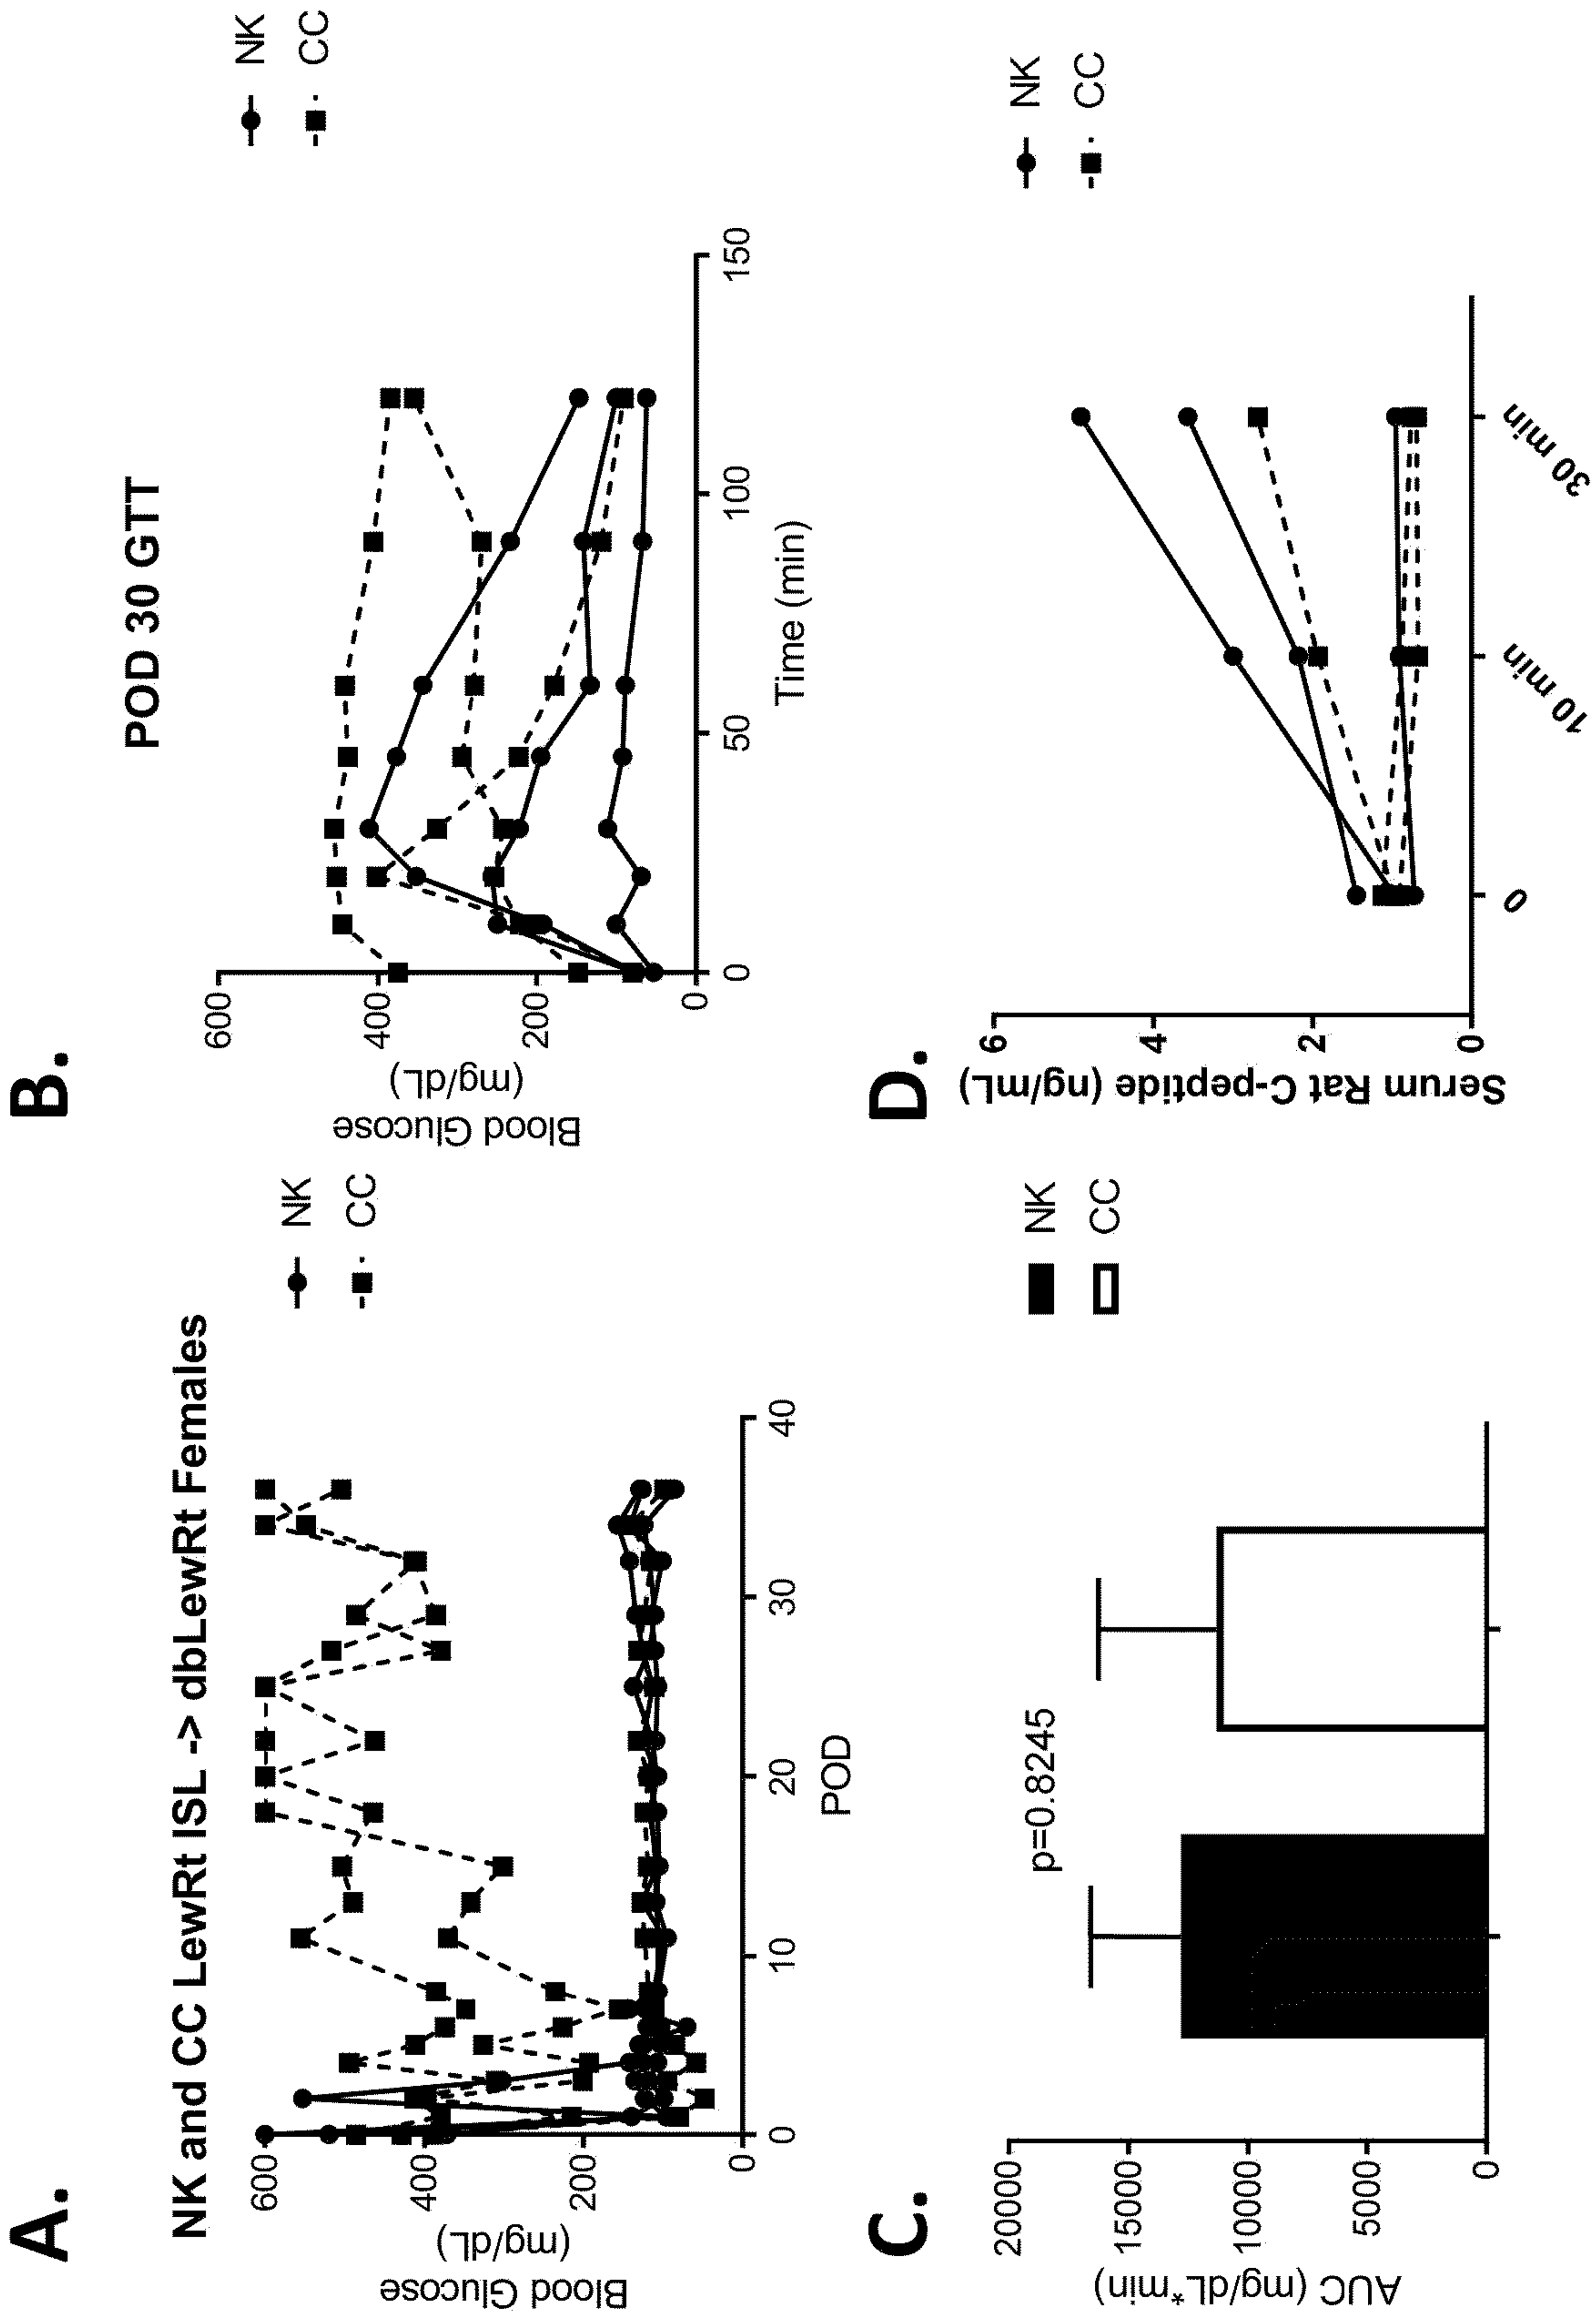 A.
NK and CC LewRt ISL -> dbLewRt Females
Blood Glucose
(mg/dL)
600
400
200
0
0
10
20
30
40
POD
NK
CC
B.
POD 30 GTT
Blood Glucose
(mg/dL)
600
400
200
0
0
50
100
150
Time (min)
NK
CC
C.
AUC (mg/dL*min)
20000
15000
10000
5000
0
p=0.8245
NK
CC
D.
Serum Rat C-peptide (ng/mL)
6
4
2
0
0
10 min
30 min
NK
CC